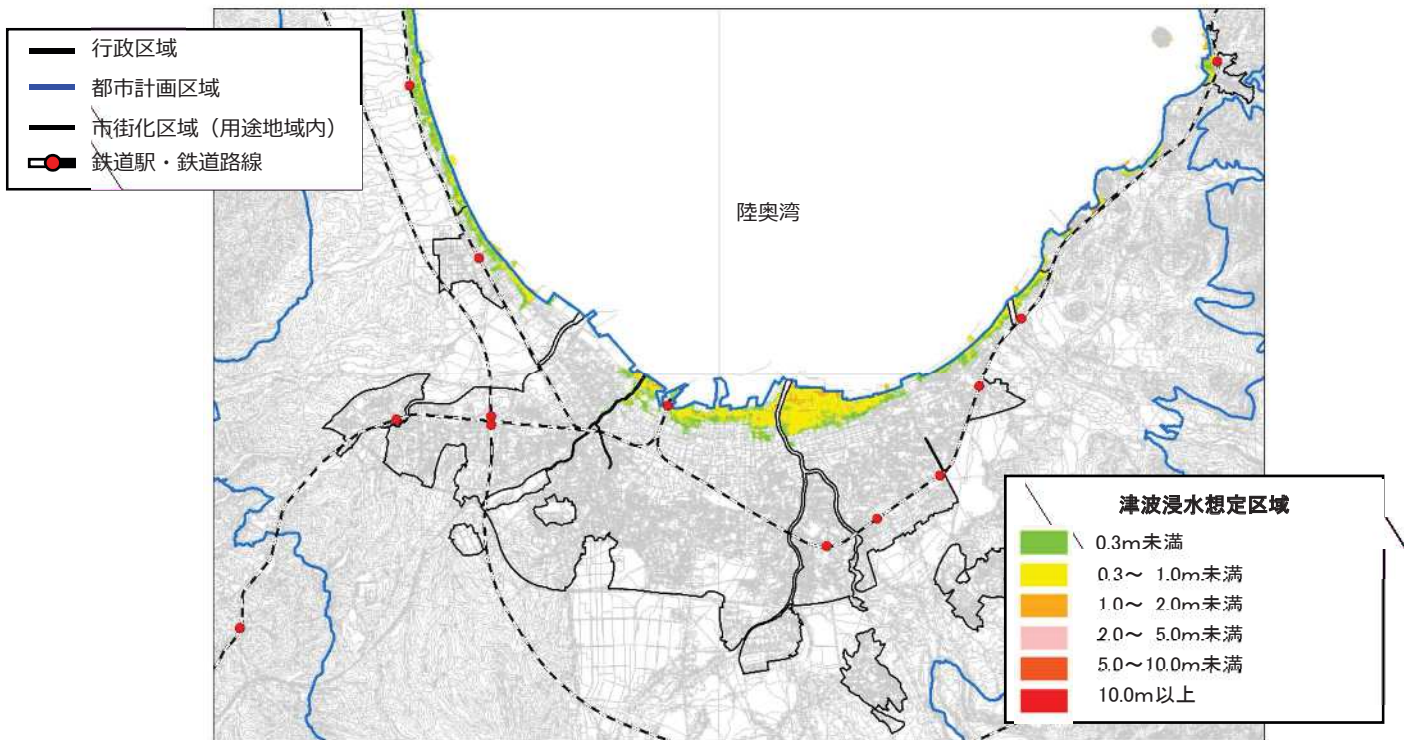 行政区域
都市計画区域
市街化区域（用途地域内）
鉄道駅・鉄道路線
陸奥湾
津波浸水想定区域
0.3m未満
0.3～ 1.0m未満
1.0～ 2.0m未満
2.0～ 5.0m未満
5.0～10.0m未満
10.0m以上